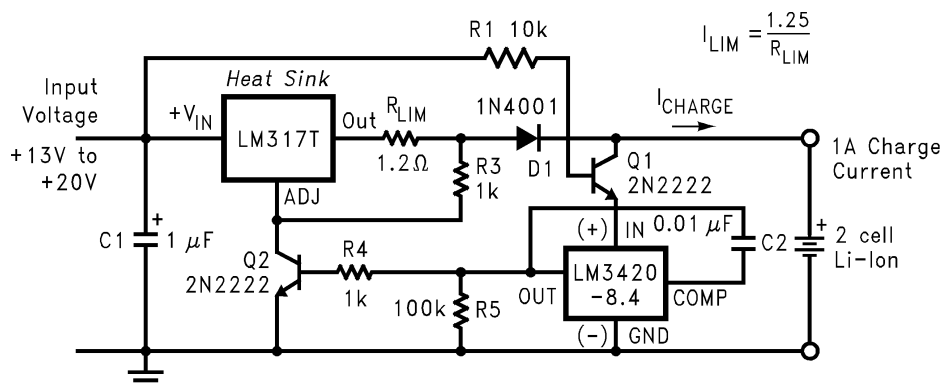 R1 10k
I_LIM = 1.25 / R_LIM
Input
Voltage
+13V to
+20V
+V_IN
Heat Sink
LM317T
Out
ADJ
R_LIM
1.2Ω
R3
1k
1N4001
D1
I_CHARGE
Q1
2N2222
1A Charge
Current
C1
+
1 μF
Q2
2N2222
R4
1k
100k
R5
OUT
(+)
IN
0.01 μF
C2
LM3420
-8.4
COMP
(-)
GND
+
2 cell
Li-Ion